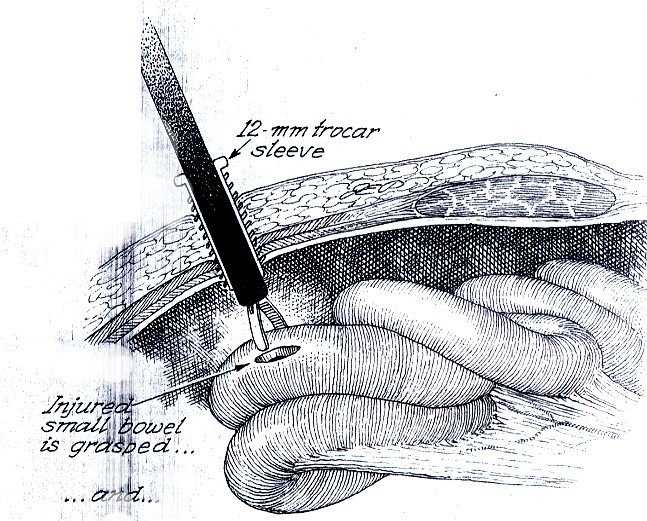 12-mm trocar
sleeve
Injured
small bowel
is grasped...
...and...